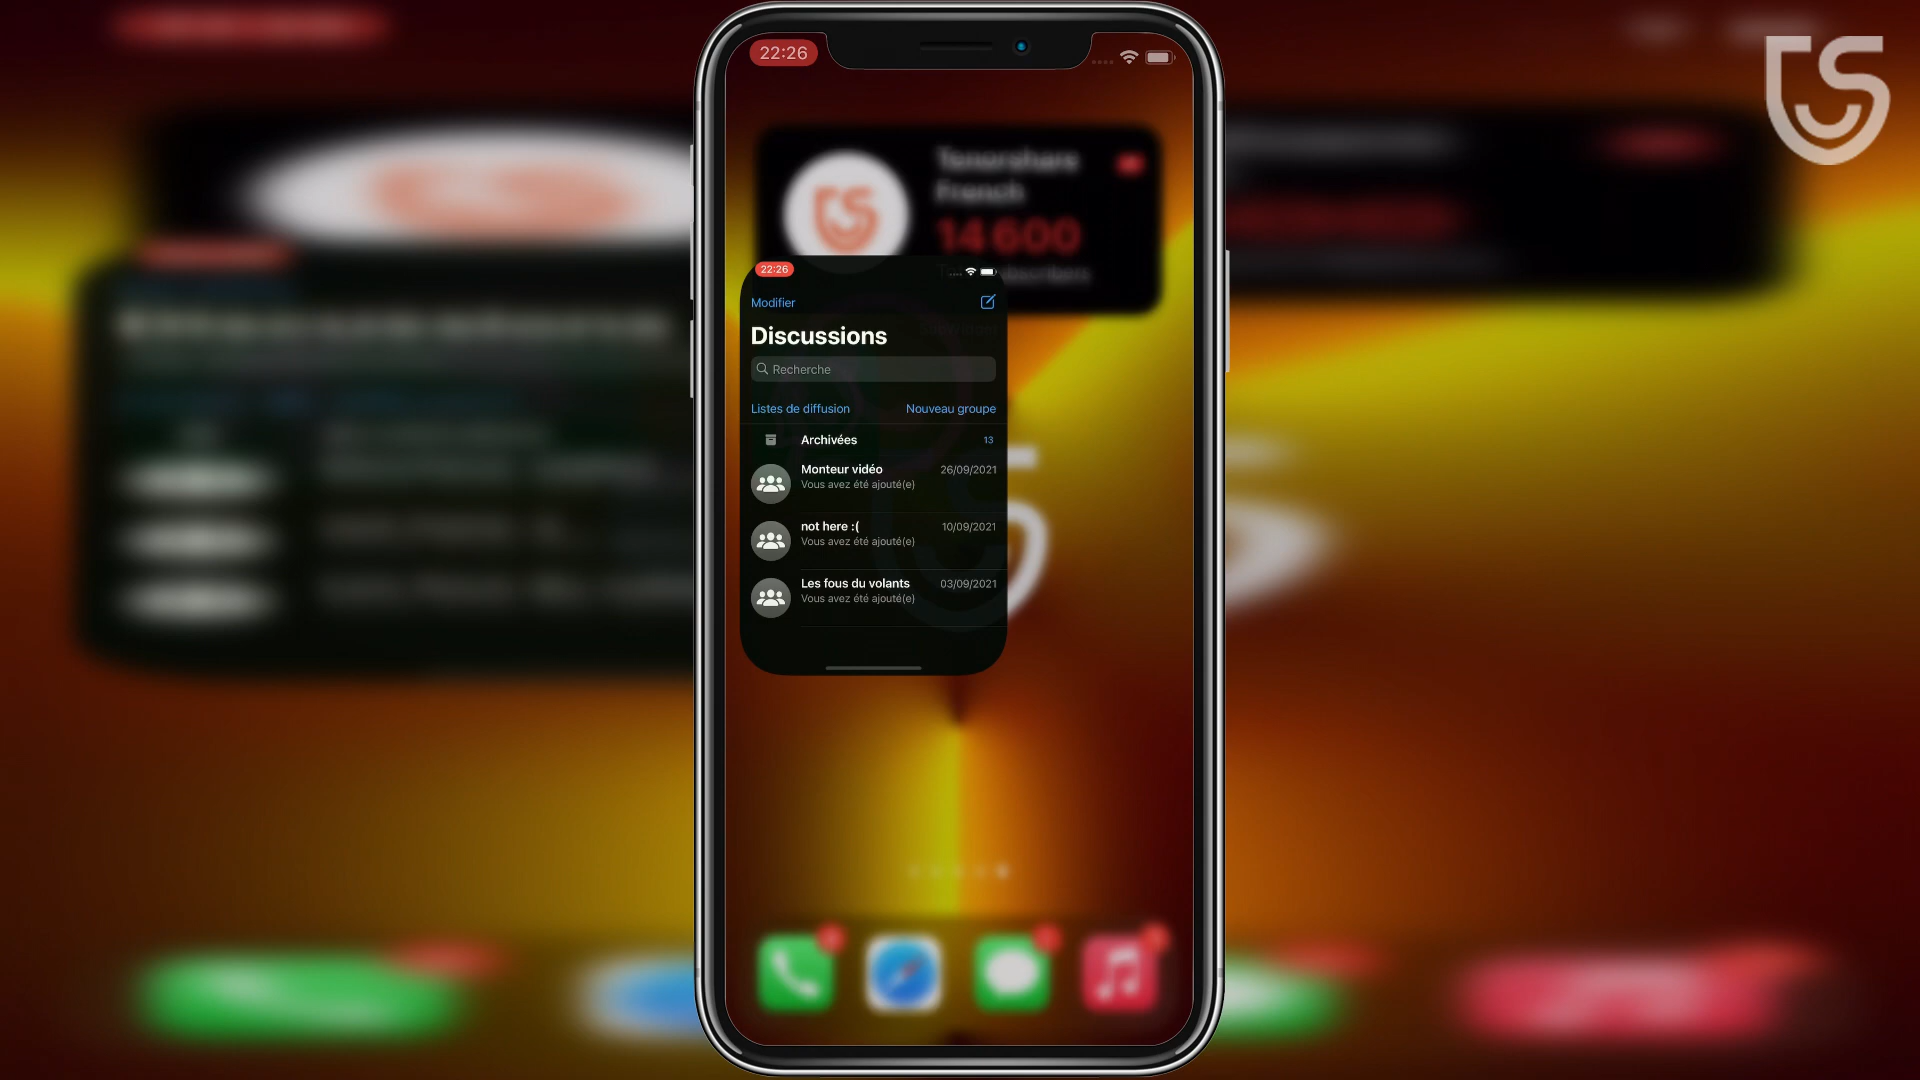 22:26
Tenorshare
French
14 600
22:26
Modifier
Discussions
Recherche
Listes de diffusion Nouveau groupe
Archivées 13
Monteur vidéo 26/09/2021
Vous avez été ajouté(e)
not here :( 10/09/2021
Vous avez été ajouté(e)
Les fous du volants 03/09/2021
Vous avez été ajouté(e)